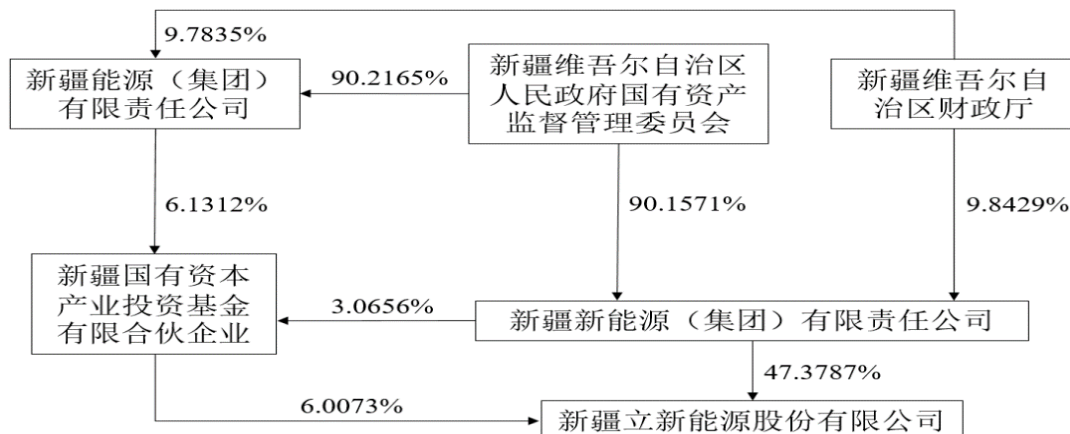 9.7835%
新疆能源（集团）
有限责任公司
90.2165%
新疆维吾尔自治区
人民政府国有资产
监督管理委员会
新疆维吾尔自
治区财政厅
6.1312%
90.1571%
9.8429%
新疆国有资本
产业投资基金
有限合伙企业
3.0656%
新疆新能源（集团）有限责任公司
47.3787%
6.0073%
新疆立新能源股份有限公司